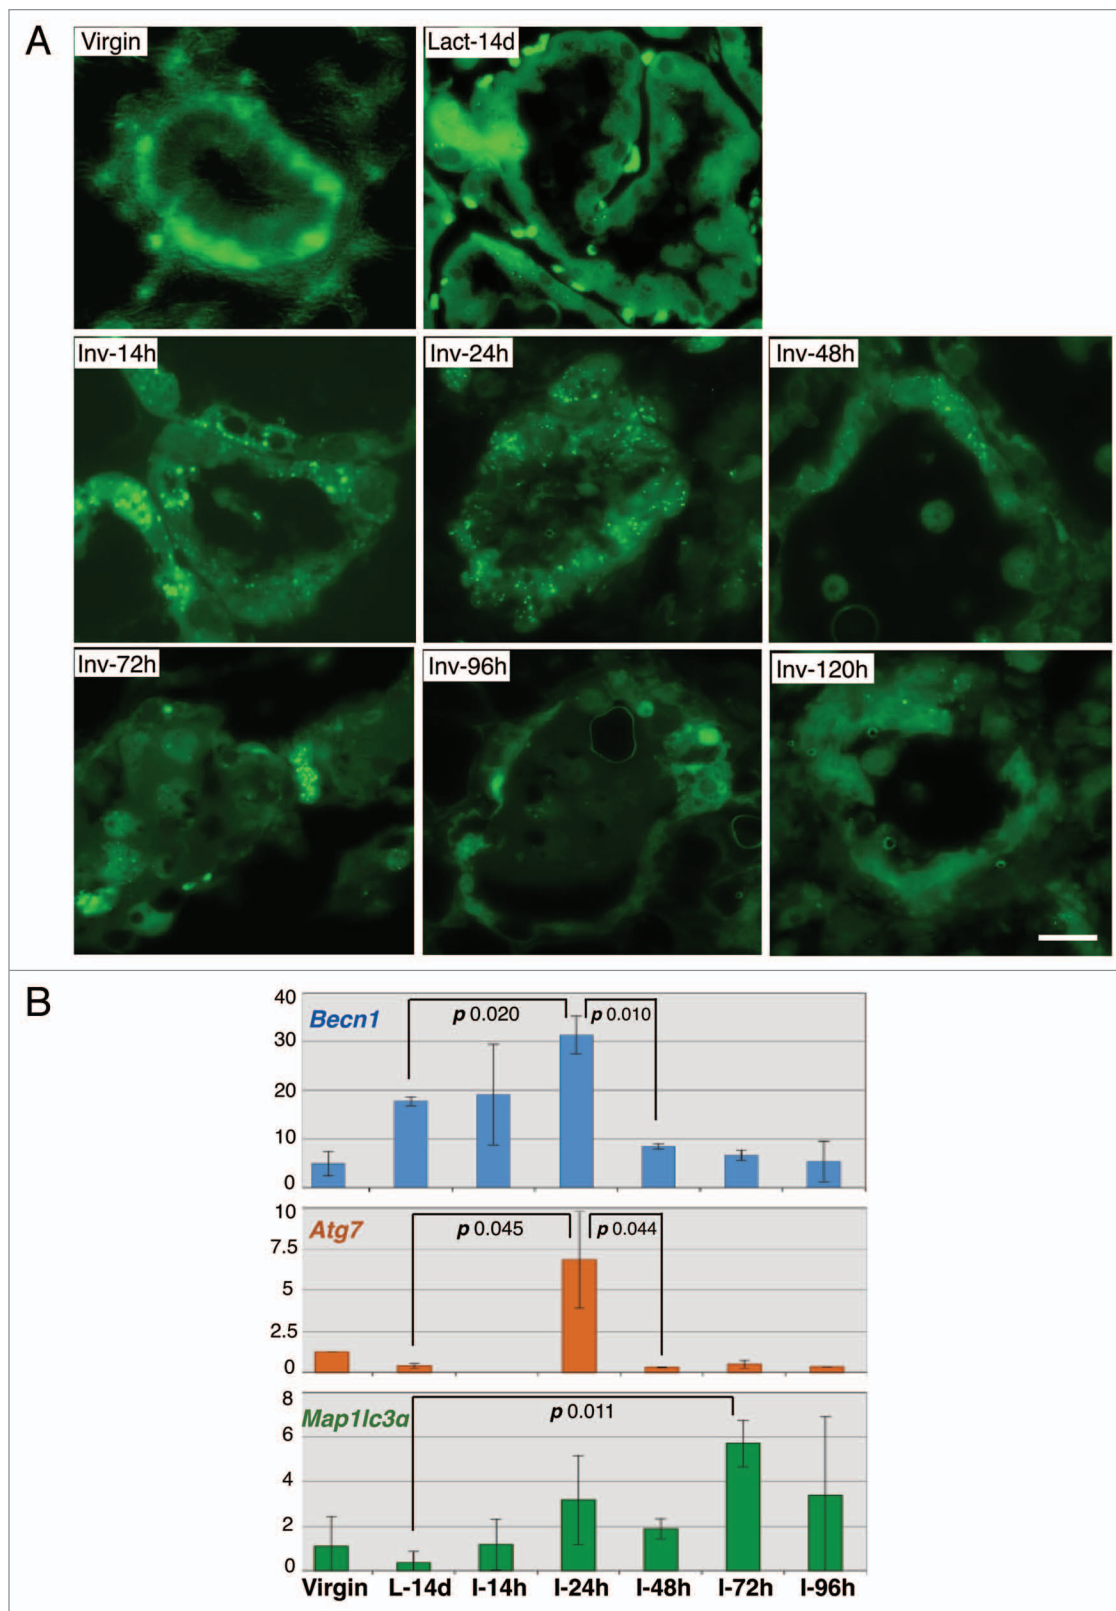 A
Virgin
Lact-14d
Inv-14h
Inv-24h
Inv-48h
Inv-72h
Inv-96h
Inv-120h
B
40
30
20
10
0
Becn1
p 0.020
p 0.010
10
7.5
5
2.5
0
Atg7
p 0.045
p 0.044
8
6
4
2
0
Map1lc3a
p 0.011
Virgin L-14d I-14h I-24h I-48h I-72h I-96h